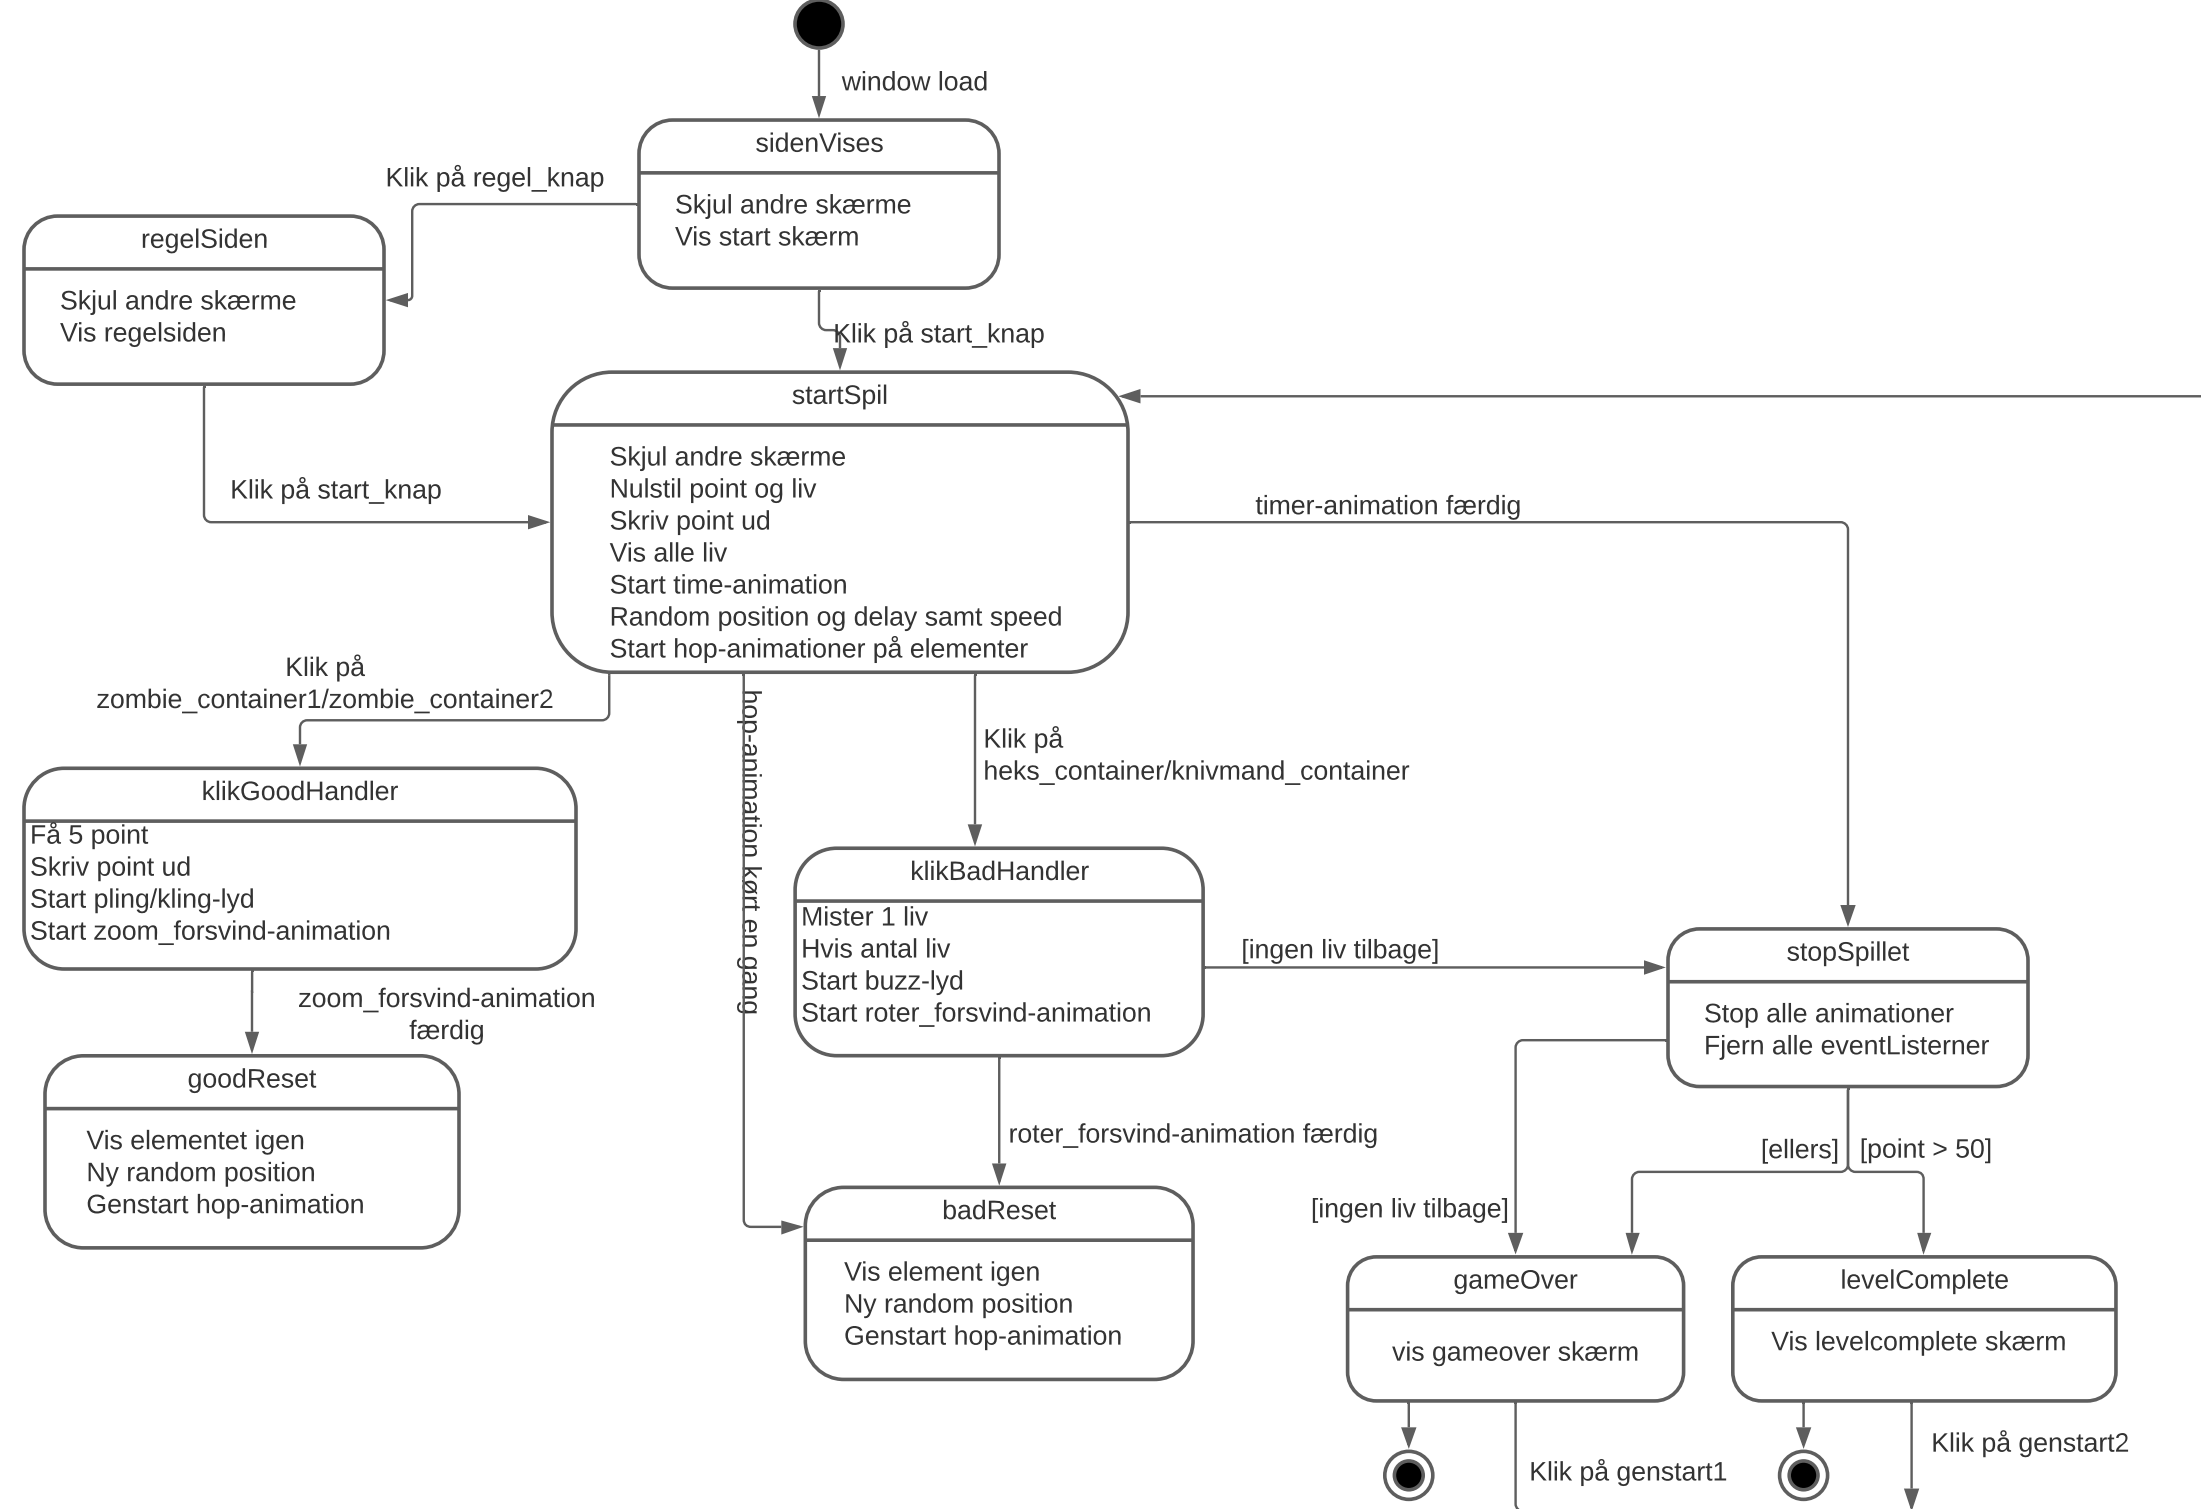 window load
sidenVises
Skjul andre skærme
Vis start skærm
Klik på regel_knap
regelSiden
Skjul andre skærme
Vis regelsiden
Klik på start_knap
Klik på start_knap
startSpil
Skjul andre skærme
Nulstil point og liv
Skriv point ud
Vis alle liv
Start time-animation
Random position og delay samt speed
Start hop-animationer på elementer
timer-animation færdig
Klik på
zombie_container1/zombie_container2
hop-animation kørt en gang
Klik på
heks_container/knivmand_container
klikGoodHandler
Få 5 point
Skriv point ud
Start pling/kling-lyd
Start zoom_forsvind-animation
klikBadHandler
Mister 1 liv
Hvis antal liv
Start buzz-lyd
Start roter_forsvind-animation
[ingen liv tilbage]
stopSpillet
Stop alle animationer
Fjern alle eventListerner
zoom_forsvind-animation
færdig
goodReset
Vis elementet igen
Ny random position
Genstart hop-animation
roter_forsvind-animation færdig
badReset
Vis element igen
Ny random position
Genstart hop-animation
[ellers]
[point > 50]
[ingen liv tilbage]
gameOver
vis gameover skærm
levelComplete
Vis levelcomplete skærm
Klik på genstart1
Klik på genstart2